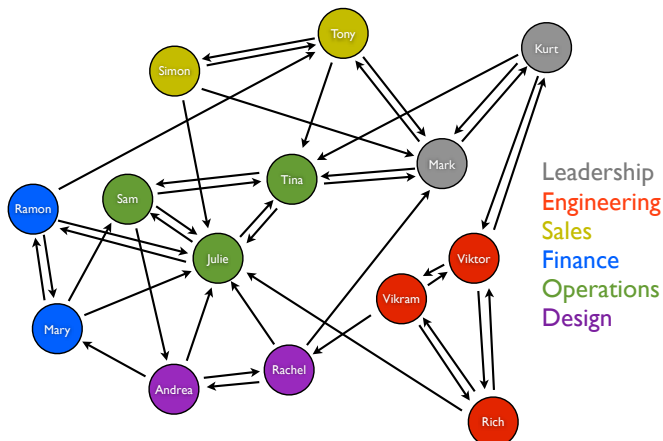 Tony
Kurt
Simon
Mark
Tina
Sam
Ramon
Julie
Viktor
Vikram
Mary
Rachel
Andrea
Rich
Leadership
Engineering
Sales
Finance
Operations
Design